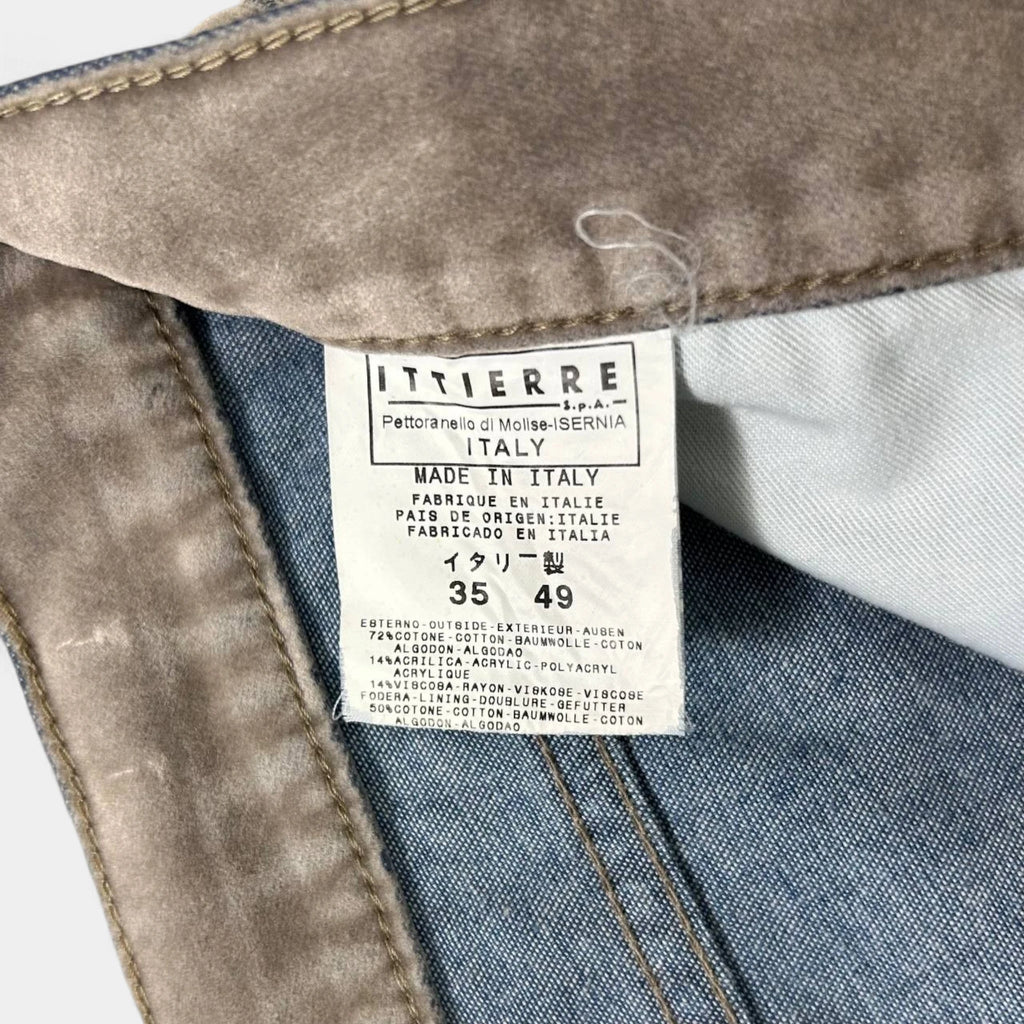 ITTIERRE
S.p.A.
Pettoranello di Molise-ISERNIA
ITALY
MADE IN ITALY
FABRIQUE EN ITALIE
PAIS DE ORIGEN:ITALIE
FABRICADO EN ITALIA
イタリー製
35 49
ESTERNO-OUTSIDE-EXTERIEUR-AUSEN
72%COTONE-COTTON-BAUMWOLLE-COTON
ALGODON-ALGODAO
14%ACRILICA-ACRYLIC-POLYACRYL
ACRYLIQUE
14%VISCOSA-RAYON-VISKOSE-VISCOSE
FODERA-LINING-DOUBLURE-GEFUTTER
50%COTONE-COTTON-BAUMWOLLE-COTON
ALGODON-ALGODAO